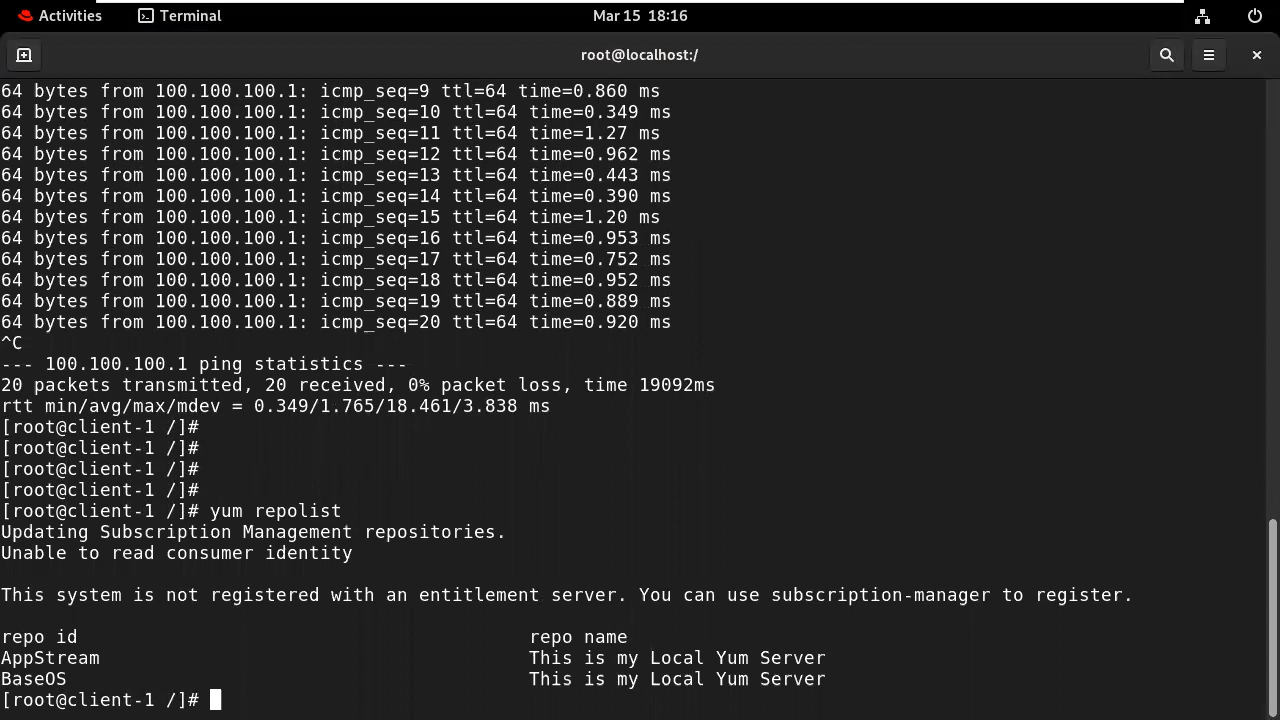 Activities
Terminal
Mar 15 18:16
root@localhost:/
64 bytes from 100.100.100.1: icmp_seq=9 ttl=64 time=0.860 ms
64 bytes from 100.100.100.1: icmp_seq=10 ttl=64 time=0.349 ms
64 bytes from 100.100.100.1: icmp_seq=11 ttl=64 time=1.27 ms
64 bytes from 100.100.100.1: icmp_seq=12 ttl=64 time=0.962 ms
64 bytes from 100.100.100.1: icmp_seq=13 ttl=64 time=0.443 ms
64 bytes from 100.100.100.1: icmp_seq=14 ttl=64 time=0.390 ms
64 bytes from 100.100.100.1: icmp_seq=15 ttl=64 time=1.20 ms
64 bytes from 100.100.100.1: icmp_seq=16 ttl=64 time=0.953 ms
64 bytes from 100.100.100.1: icmp_seq=17 ttl=64 time=0.752 ms
64 bytes from 100.100.100.1: icmp_seq=18 ttl=64 time=0.952 ms
64 bytes from 100.100.100.1: icmp_seq=19 ttl=64 time=0.889 ms
64 bytes from 100.100.100.1: icmp_seq=20 ttl=64 time=0.920 ms
^C
--- 100.100.100.1 ping statistics ---
20 packets transmitted, 20 received, 0% packet loss, time 19092ms
rtt min/avg/max/mdev = 0.349/1.765/18.461/3.838 ms
[root@client-1 /]#
[root@client-1 /]#
[root@client-1 /]#
[root@client-1 /]#
[root@client-1 /]# yum repolist
Updating Subscription Management repositories.
Unable to read consumer identity
This system is not registered with an entitlement server. You can use subscription-manager to register.
repo id repo name
AppStream This is my Local Yum Server
BaseOS This is my Local Yum Server
[root@client-1 /]#